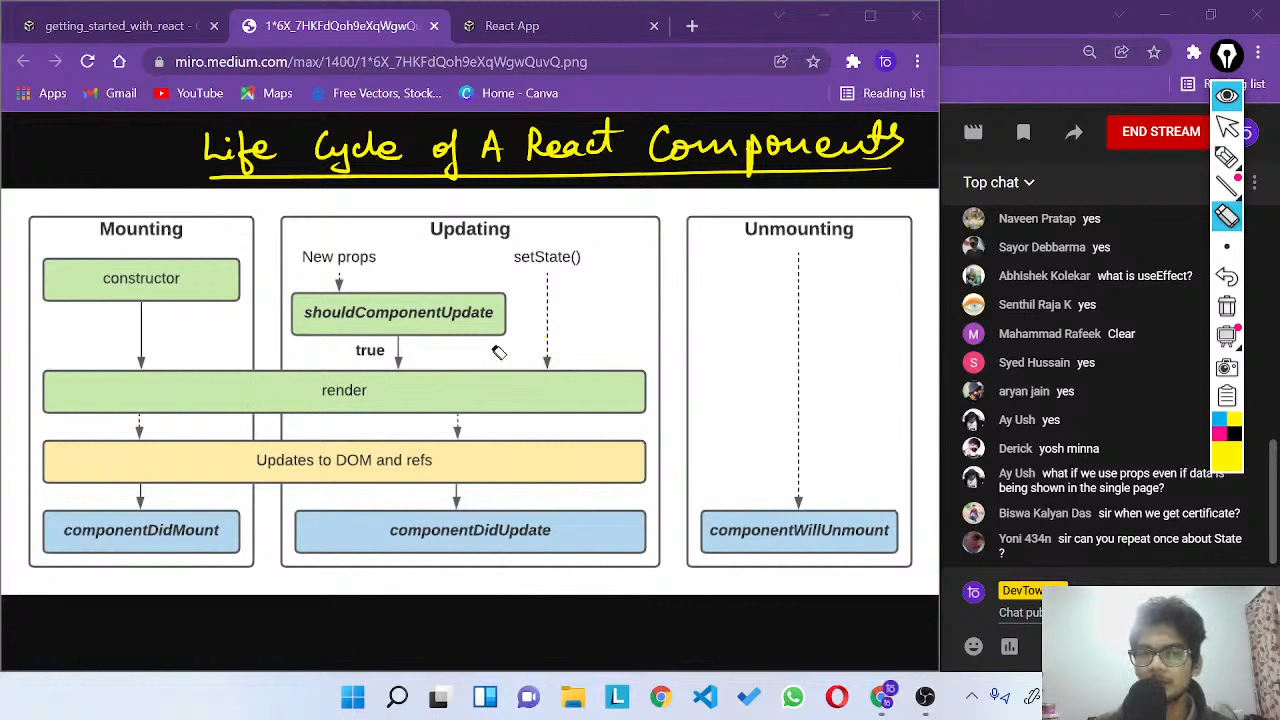 getting_started_with_react - (
1*6X_7HKFdQoh9eXqWgwQu
React App
miro.medium.com/max/1400/1*6X_7HKFdQoh9eXqWgwQuvQ.png
Apps
Gmail
YouTube
Maps
Free Vectors, Stock...
Home - Canva
Reading list
Life Cycle of A React Components
Mounting
constructor
Updating
New props
setState()
shouldComponentUpdate
true
render
Updates to DOM and refs
componentDidMount
componentDidUpdate
Unmounting
componentWillUnmount
END STREAM
Top chat
Naveen Pratap yes
Sayor Debbarma yes
Abhishek Kolekar what is useEffect?
Senthil Raja K yes
M
Mahammad Rafeek Clear
S
Syed Hussain yes
aryan jain yes
Ay Ush yes
Derick yosh minna
Ay Ush what if we use props even if data is
being shown in the single page?
Biswa Kalyan Das sir when we get certificate?
Yoni 434n sir can you repeat once about State
?
DevTow
Chat pub